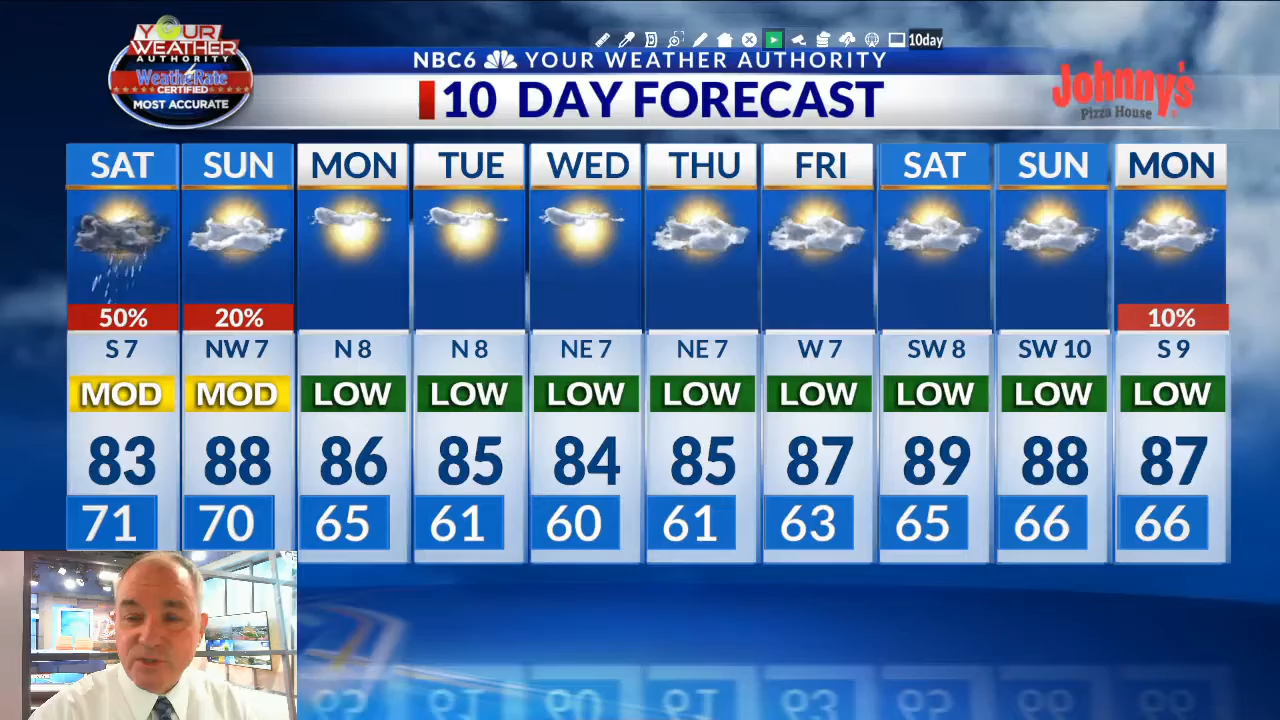 YOUR
WEATHER
AUTHORITY
WeatheRate
CERTIFIED
MOST ACCURATE
10day
NBC6 YOUR WEATHER AUTHORITY
10 DAY FORECAST
Johnny's
Pizza House
SAT SUN MON TUE WED THU FRI SAT SUN MON
50% 20% 10%
S 7 NW 7 N 8 N 8 NE 7 NE 7 W 7 SW 8 SW 10 S 9
MOD MOD LOW LOW LOW LOW LOW LOW LOW LOW
83 88 86 85 84 85 87 89 88 87
71 70 65 61 60 61 63 65 66 66